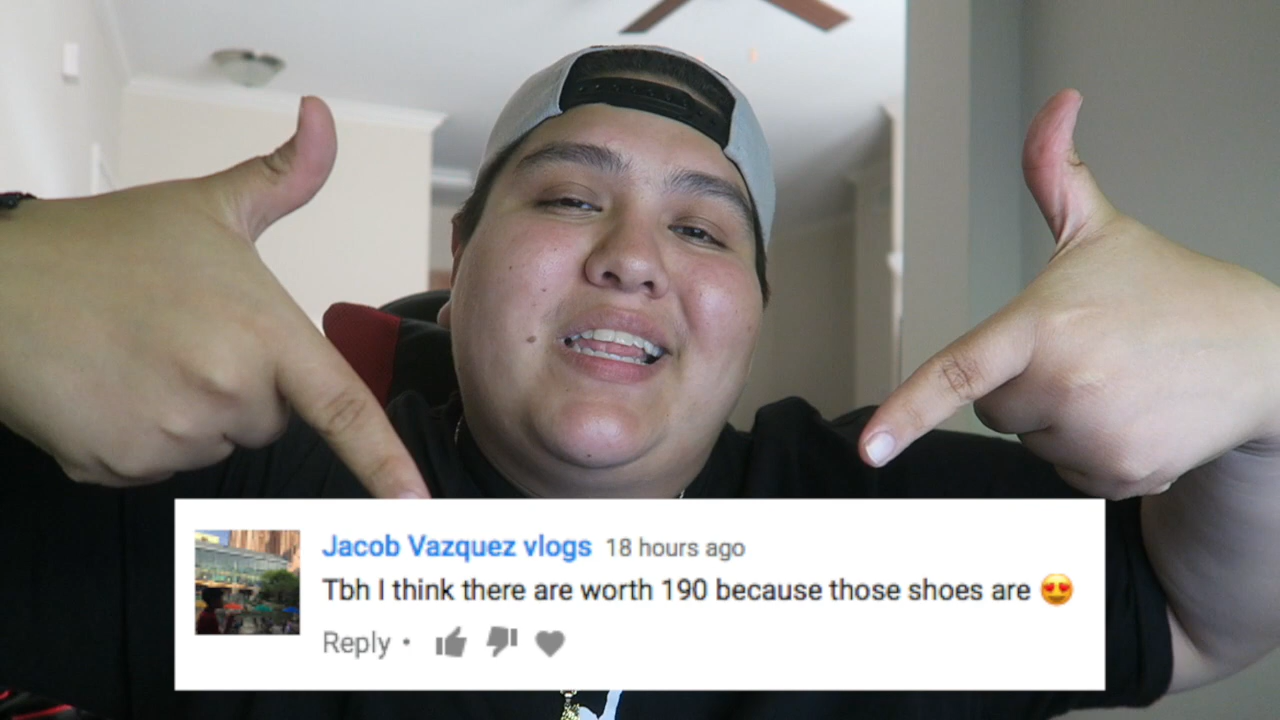 Jacob Vazquez vlogs 18 hours ago
Tbh I think there are worth 190 because those shoes are 😍
Reply •